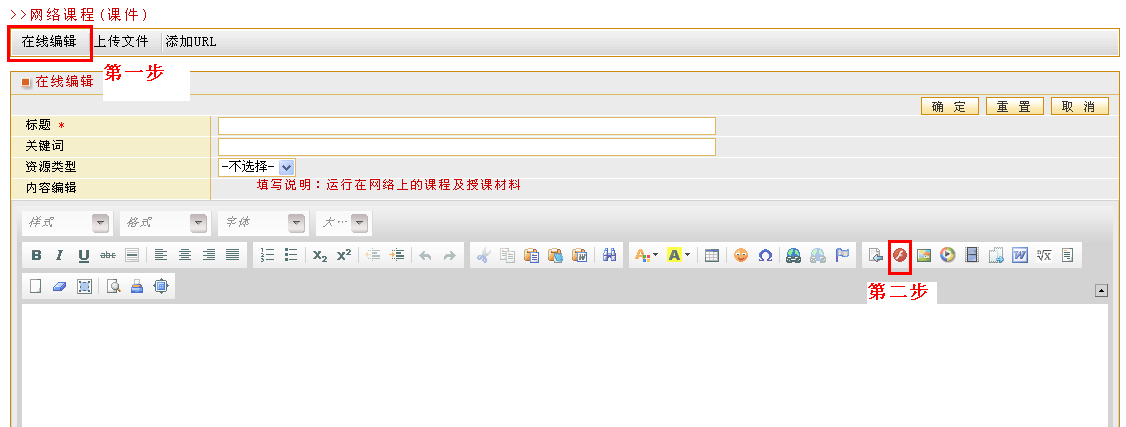 >>网络课程(课件)
在线编辑 上传文件 添加URL
第一步
在线编辑
确 定 重 置 取 消
标题 *
关键词
资源类型 -不选择-
内容编辑 填写说明：运行在网络上的课程及授课材料
样式 格式 字体 大…
B I U abc X₂ X² A A Ω W √x
第二步